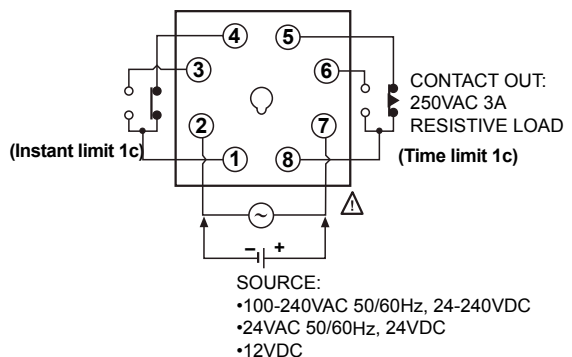 4 5
3 6
CONTACT OUT:
250VAC 3A
RESISTIVE LOAD
2 7
(Instant limit 1c)
1 8
(Time limit 1c)
~
!
− +
SOURCE:
•100-240VAC 50/60Hz, 24-240VDC
•24VAC 50/60Hz, 24VDC
•12VDC